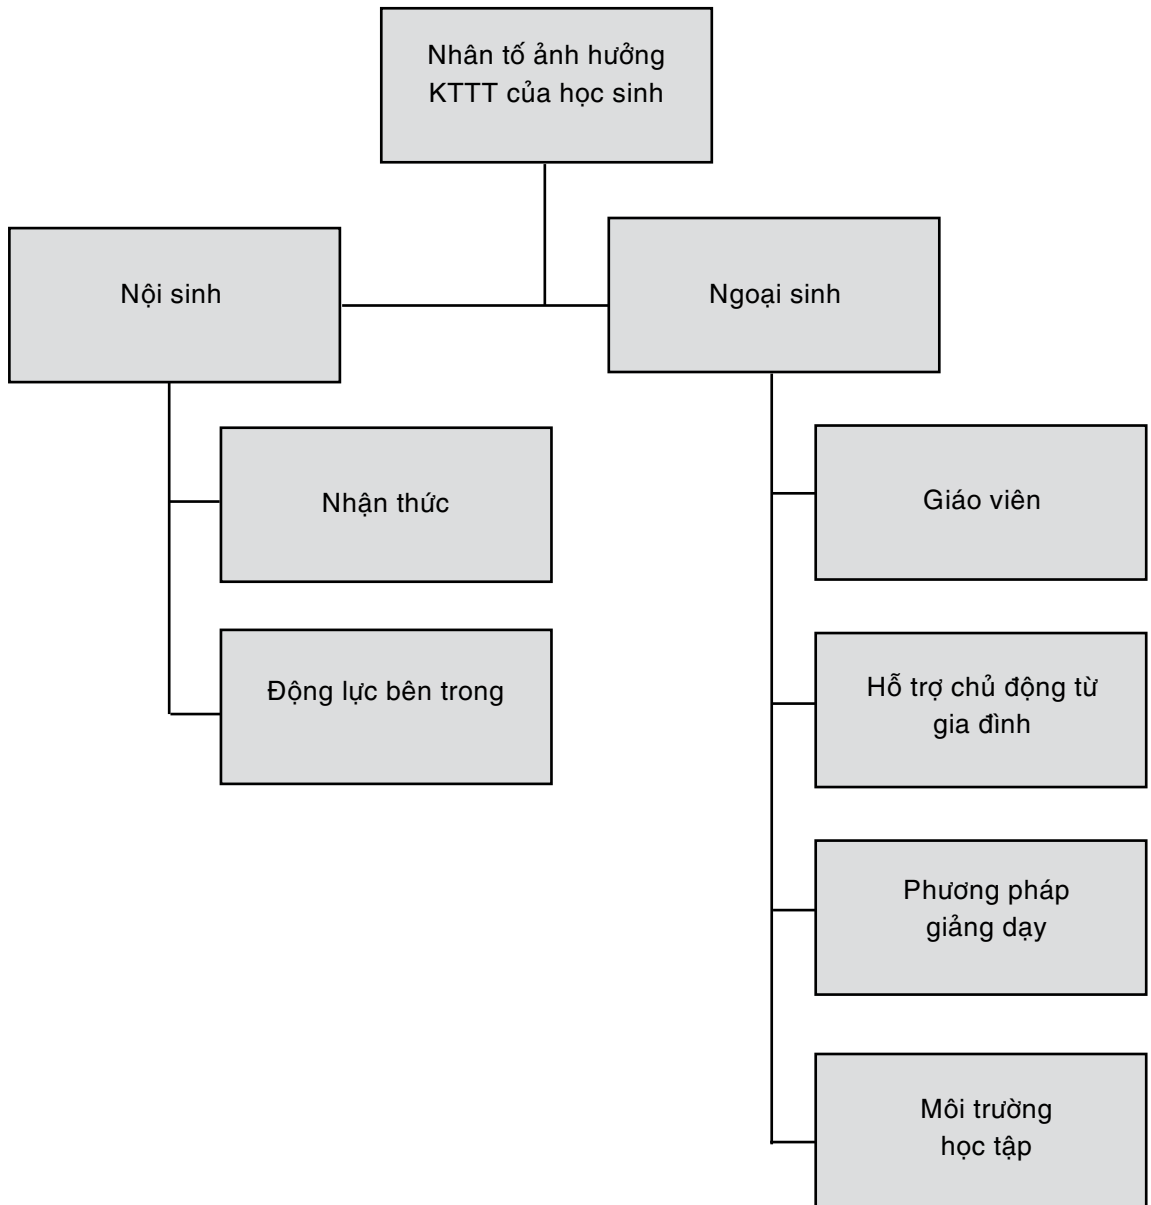 Nhân tố ảnh hưởng
KTTT của học sinh
Nội sinh
Ngoại sinh
Nhận thức
Động lực bên trong
Giáo viên
Hỗ trợ chủ động từ
gia đình
Phương pháp
giảng dạy
Môi trường
học tập